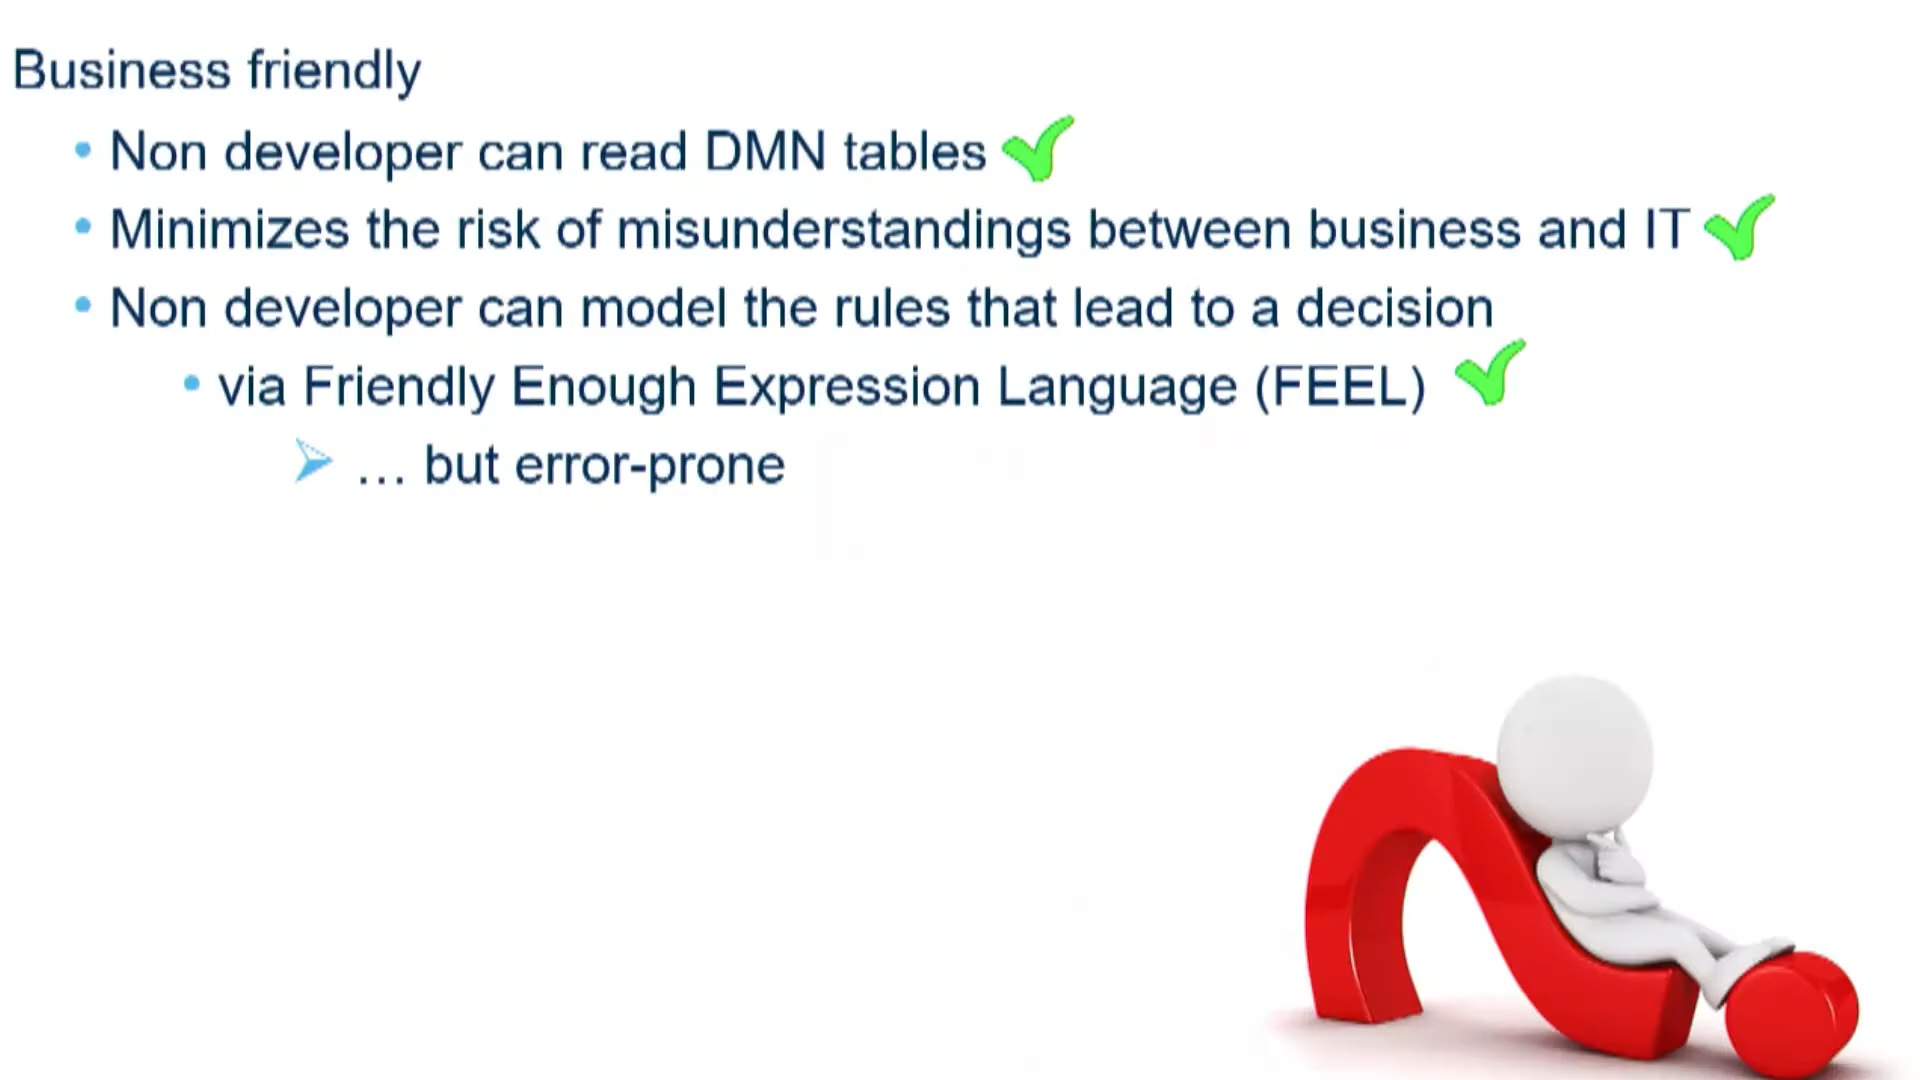 Business friendly
• Non developer can read DMN tables
• Minimizes the risk of misunderstandings between business and IT
• Non developer can model the rules that lead to a decision
• via Friendly Enough Expression Language (FEEL)
➢ … but error-prone